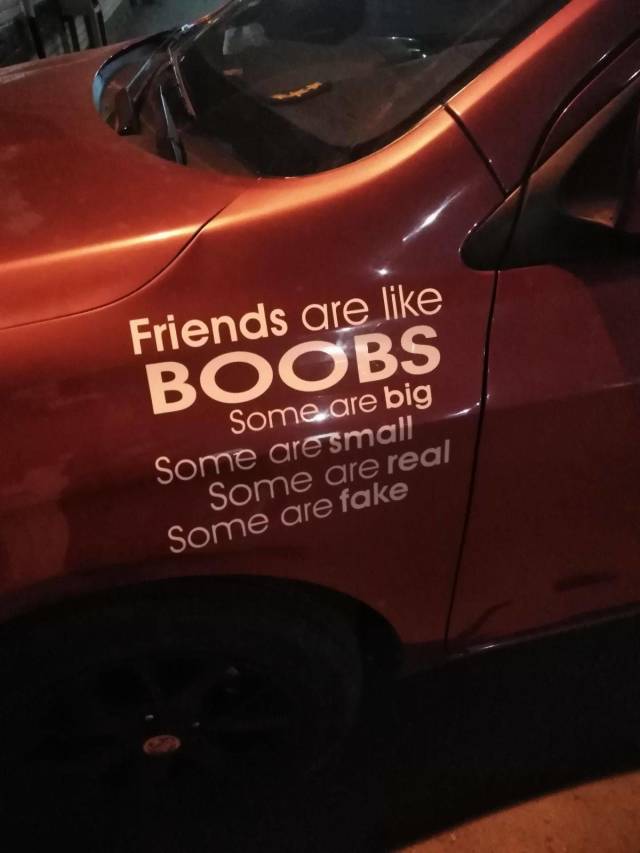 Friends are like
BOOBS
Some are big
Some are small
Some are real
Some are fake